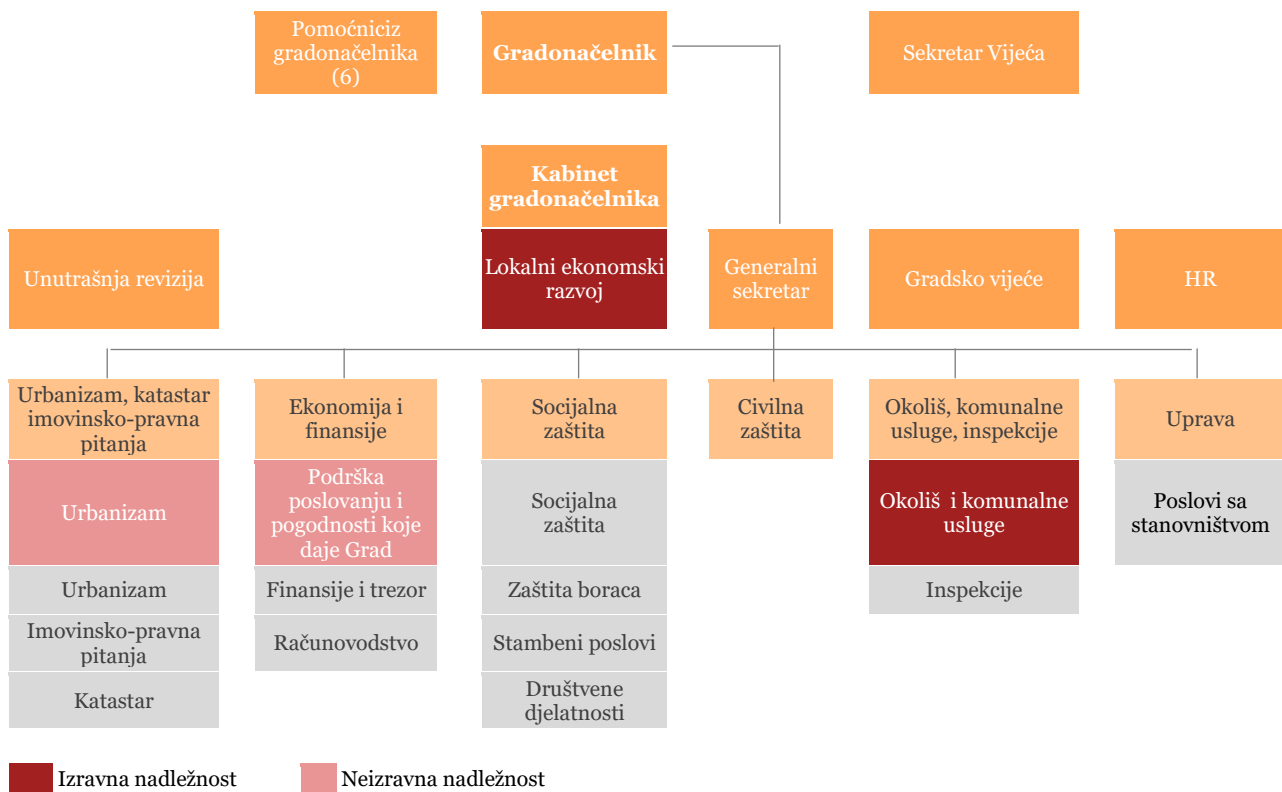 Pomoćniciz
gradonačelnika
(6)
Gradonačelnik
Sekretar Vijeća
Kabinet
gradonačelnika
Unutrašnja revizija
Lokalni ekonomski
razvoj
Generalni
sekretar
Gradsko vijeće
HR
Urbanizam, katastar
imovinsko-pravna
pitanja
Ekonomija i
finansije
Socijalna
zaštita
Civilna
zaštita
Okoliš, komunalne
usluge, inspekcije
Uprava
Urbanizam
Podrška
poslovanju i
pogodnosti koje
daje Grad
Socijalna
zaštita
Okoliš i komunalne
usluge
Poslovi sa
stanovništvom
Urbanizam
Finansije i trezor
Zaštita boraca
Inspekcije
Imovinsko-pravna
pitanja
Računovodstvo
Stambeni poslovi
Katastar
Društvene
djelatnosti
Izravna nadležnost
Neizravna nadležnost